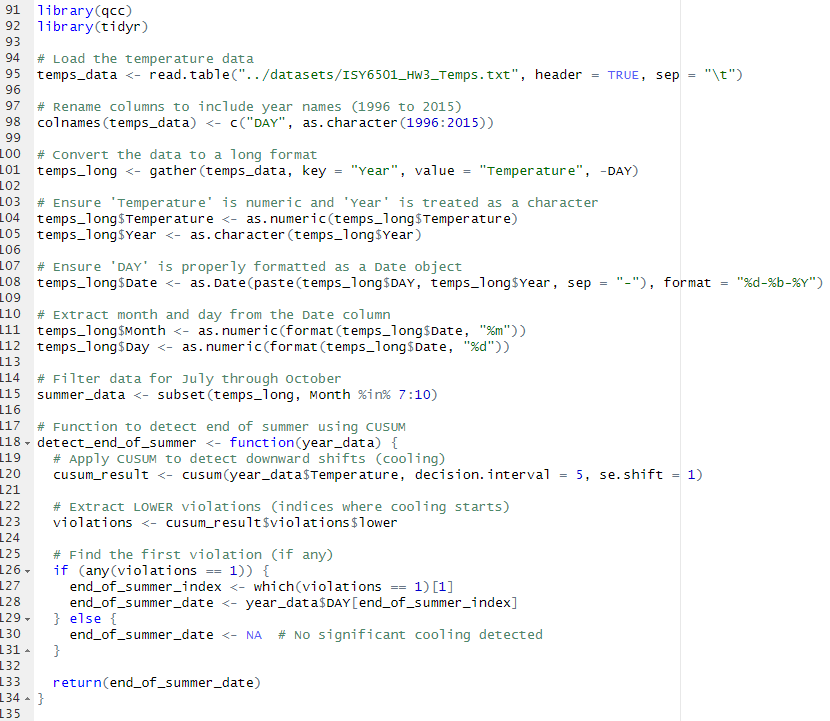 91 library(qcc)
92 library(tidyr)
93
94 # Load the temperature data
95 temps_data <- read.table("../datasets/ISY6501_HW3_Temps.txt", header = TRUE, sep = "\t")
96
97 # Rename columns to include year names (1996 to 2015)
98 colnames(temps_data) <- c("DAY", as.character(1996:2015))
99
100 # Convert the data to a long format
101 temps_long <- gather(temps_data, key = "Year", value = "Temperature", -DAY)
102
103 # Ensure 'Temperature' is numeric and 'Year' is treated as a character
104 temps_long$Temperature <- as.numeric(temps_long$Temperature)
105 temps_long$Year <- as.character(temps_long$Year)
106
107 # Ensure 'DAY' is properly formatted as a Date object
108 temps_long$Date <- as.Date(paste(temps_long$DAY, temps_long$Year, sep = "-"), format = "%d-%b-%Y")
109
110 # Extract month and day from the Date column
111 temps_long$Month <- as.numeric(format(temps_long$Date, "%m"))
112 temps_long$Day <- as.numeric(format(temps_long$Date, "%d"))
113
114 # Filter data for July through October
115 summer_data <- subset(temps_long, Month %in% 7:10)
116
117 # Function to detect end of summer using CUSUM
118 detect_end_of_summer <- function(year_data) {
119   # Apply CUSUM to detect downward shifts (cooling)
120   cusum_result <- cusum(year_data$Temperature, decision.interval = 5, se.shift = 1)
121
122   # Extract LOWER violations (indices where cooling starts)
123   violations <- cusum_result$violations$lower
124
125   # Find the first violation (if any)
126   if (any(violations == 1)) {
127     end_of_summer_index <- which(violations == 1)[1]
128     end_of_summer_date <- year_data$DAY[end_of_summer_index]
129   } else {
130     end_of_summer_date <- NA  # No significant cooling detected
131   }
132
133   return(end_of_summer_date)
134 }
135